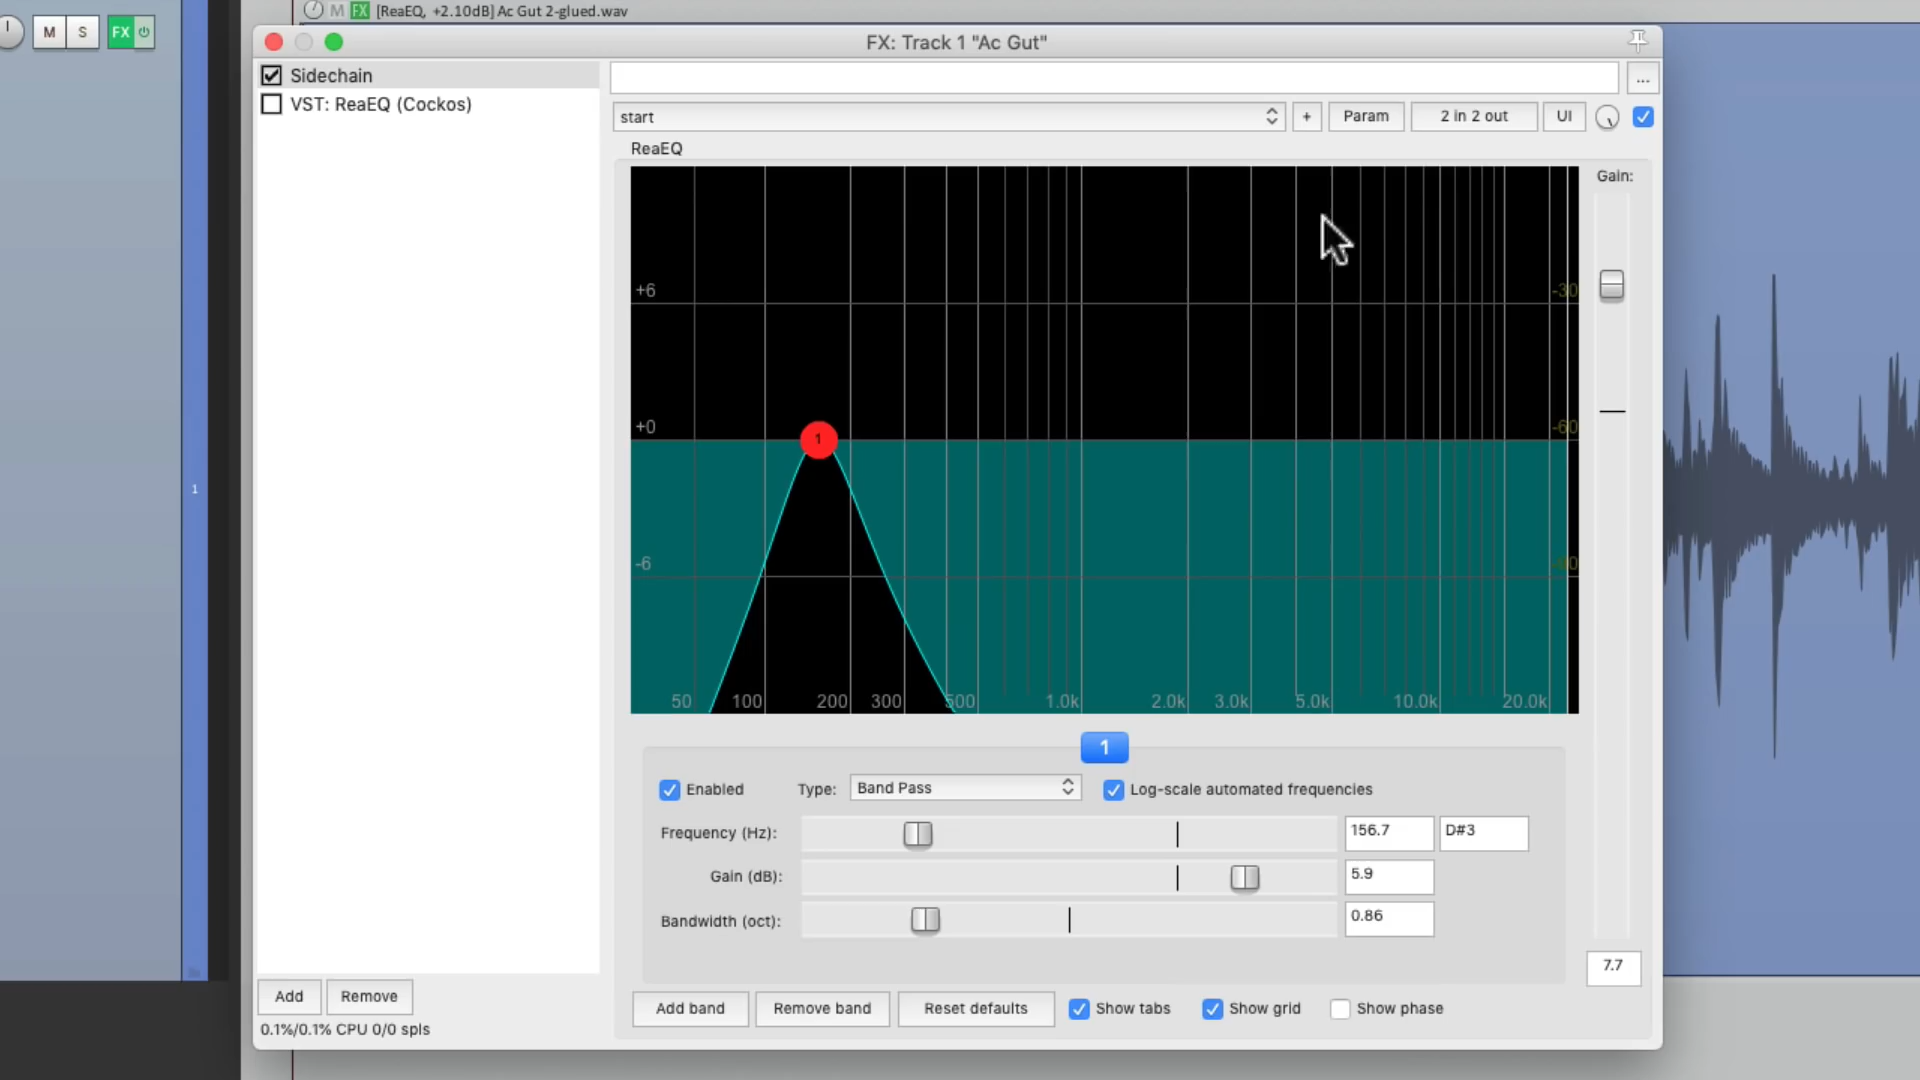 M FX [ReaEQ, +2.10dB] Ac Gut 2-glued.wav
M S FX
FX: Track 1 "Ac Gut"
Sidechain
...
VST: ReaEQ (Cockos)
start + Param 2 in 2 out UI
ReaEQ
Gain:
+6 -30
+0 -60
1
-6
50 100 200 300 500 1.0k 2.0k 3.0k 5.0k 10.0k 20.0k
1
1
Enabled Type: Band Pass Log-scale automated frequencies
Frequency (Hz): 156.7 D#3
Gain (dB): 5.9
Bandwidth (oct): 0.86
7.7
Add Remove
Add band Remove band Reset defaults Show tabs Show grid Show phase
0.1%/0.1% CPU 0/0 spls